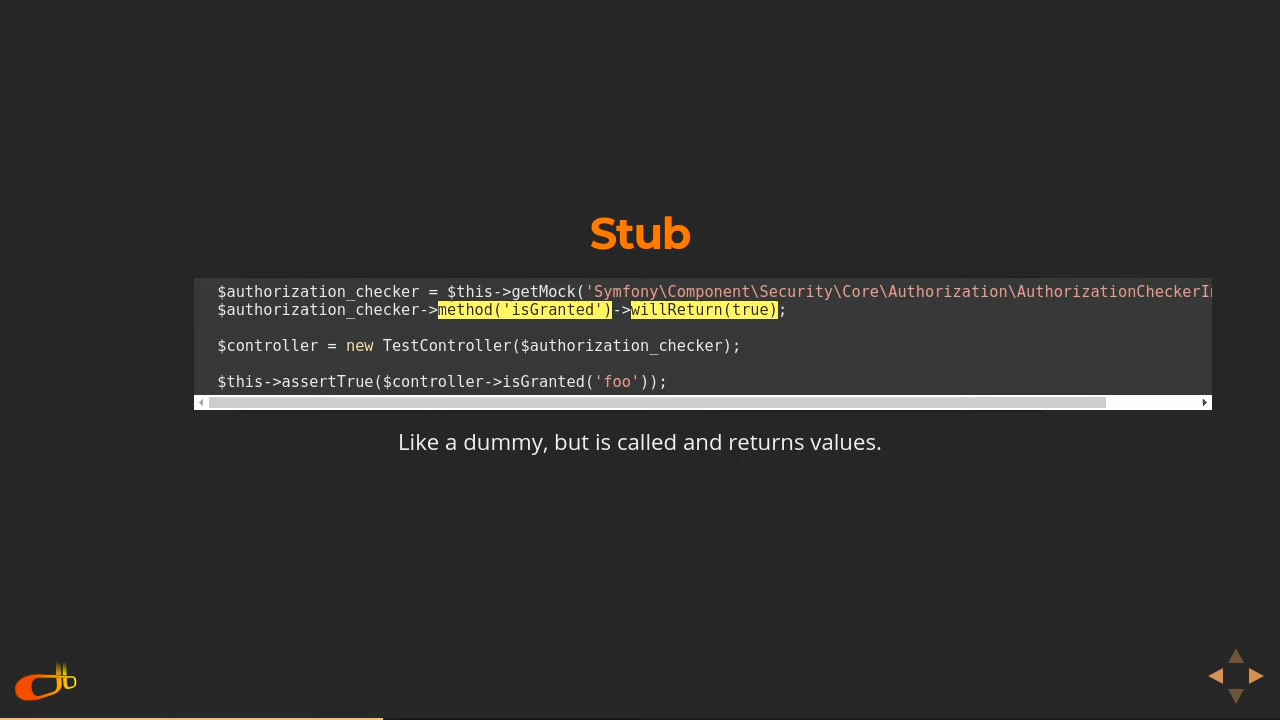 Stub
$authorization_checker = $this->getMock('Symfony\Component\Security\Core\Authorization\AuthorizationCheckerIn
$authorization_checker->method('isGranted')->willReturn(true);
$controller = new TestController($authorization_checker);
$this->assertTrue($controller->isGranted('foo'));
Like a dummy, but is called and returns values.